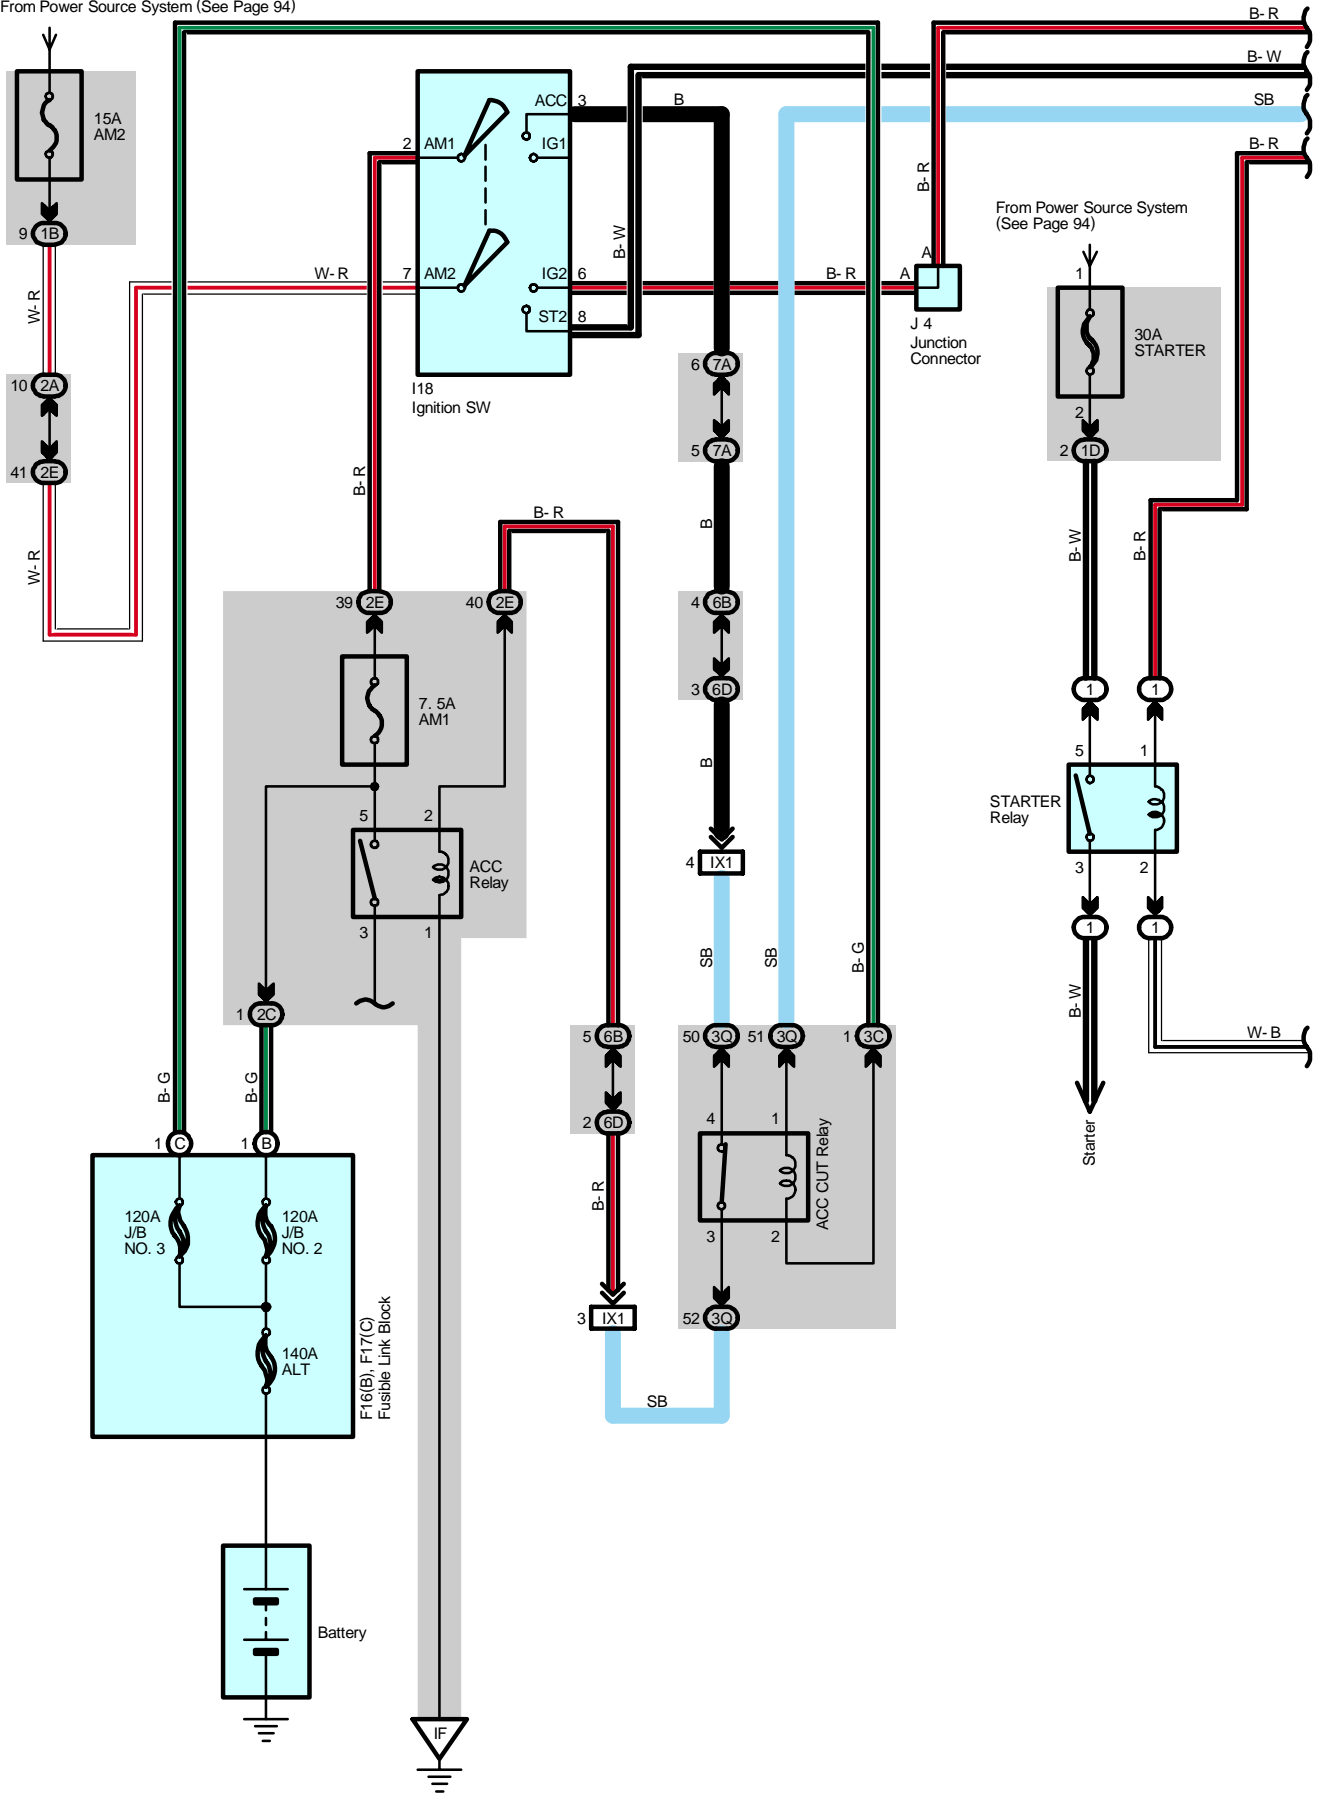 From Power Source System (See Page 94)
B- R
B- W
SB
B- R
15A
AM2
9 1B
W- R
10 2A
41 2E
W- R
W- R
2 AM1
7 AM2
ACC 3
IG1
IG2 6
ST2 8
I18
Ignition SW
B
B- W
B- R
B- R
A
A
J 4
Junction
Connector
From Power Source System
(See Page 94)
1
30A
STARTER
2
2 1D
B- W
B- R
1
1
5
1
STARTER
Relay
3
2
1
1
B- W
Starter
W- B
6 7A
5 7A
B
4 6B
3 6D
B
4 IX1
SB
SB
B- G
B- R
B- R
39 2E
40 2E
7. 5A
AM1
5
2
ACC
Relay
3
1
1 2C
B- G
B- G
1 C
1 B
120A
J/B
NO. 3
120A
J/B
NO. 2
140A
ALT
F16(B), F17(C)
Fusible Link Block
Battery
IF
5 6B
2 6D
B- R
3 IX1
SB
50 3Q
51 3Q
1 3C
4
1
ACC CUT Relay
3
2
52 3Q